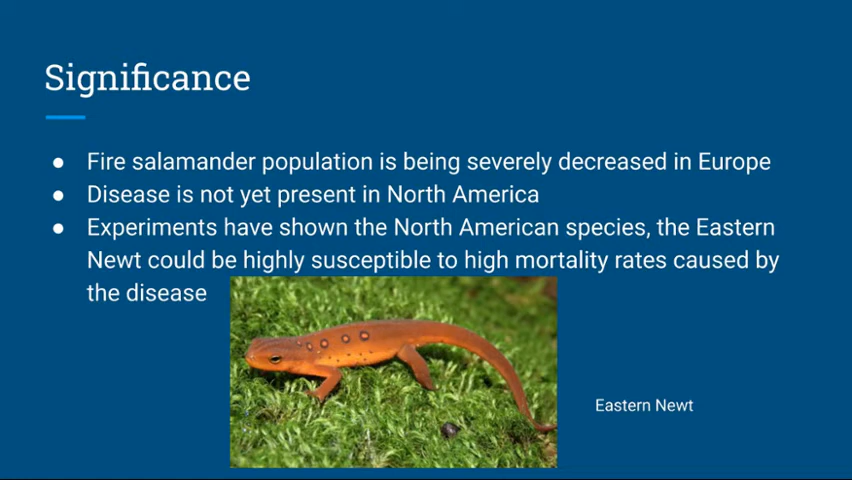 Significance
● Fire salamander population is being severely decreased in Europe
● Disease is not yet present in North America
● Experiments have shown the North American species, the Eastern
Newt could be highly susceptible to high mortality rates caused by
the disease
Eastern Newt